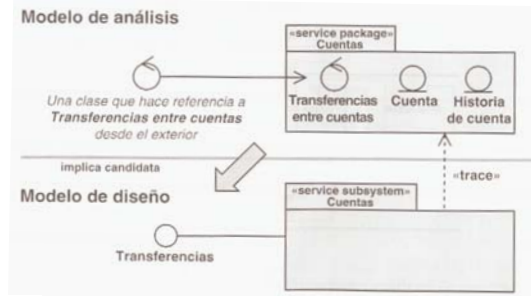 Modelo de análisis
«service package»
Cuentas
Una clase que hace referencia a
Transferencias entre cuentas
desde el exterior
Transferencias
entre cuentas
Cuenta
Historia
de cuenta
implica candidata
«trace»
Modelo de diseño
«service subsystem»
Cuentas
Transferencias